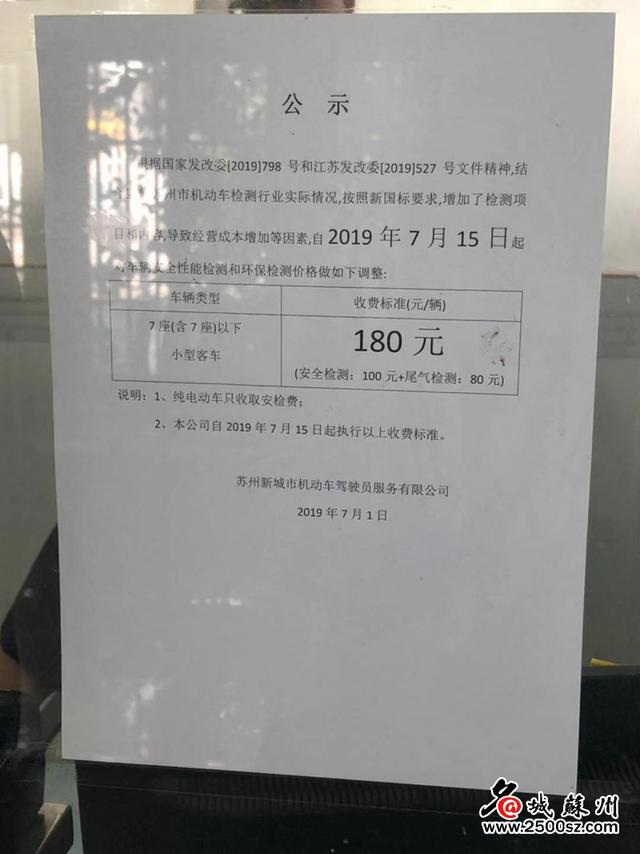 公 示
根据国家发改委[2019]798 号和江苏发改委[2019]527 号文件精神,结
州市机动车检测行业实际情况,按照新国标要求,增加了检测项
目和内容,导致经营成本增加等因素,自 2019 年 7 月 15 日起
对车辆安全性能检测和环保检测价格做如下调整:
车辆类型 收费标准(元/辆)
7 座(含 7 座)以下
小型客车
180 元
(安全检测：100 元+尾气检测：80 元)
说明：1、纯电动车只收取安检费；
2、本公司自 2019 年 7 月 15 日起执行以上收费标准。
苏州新城市机动车驾驶员服务有限公司
2019 年 7 月 1 日
名城蘇州
www.2500sz.com